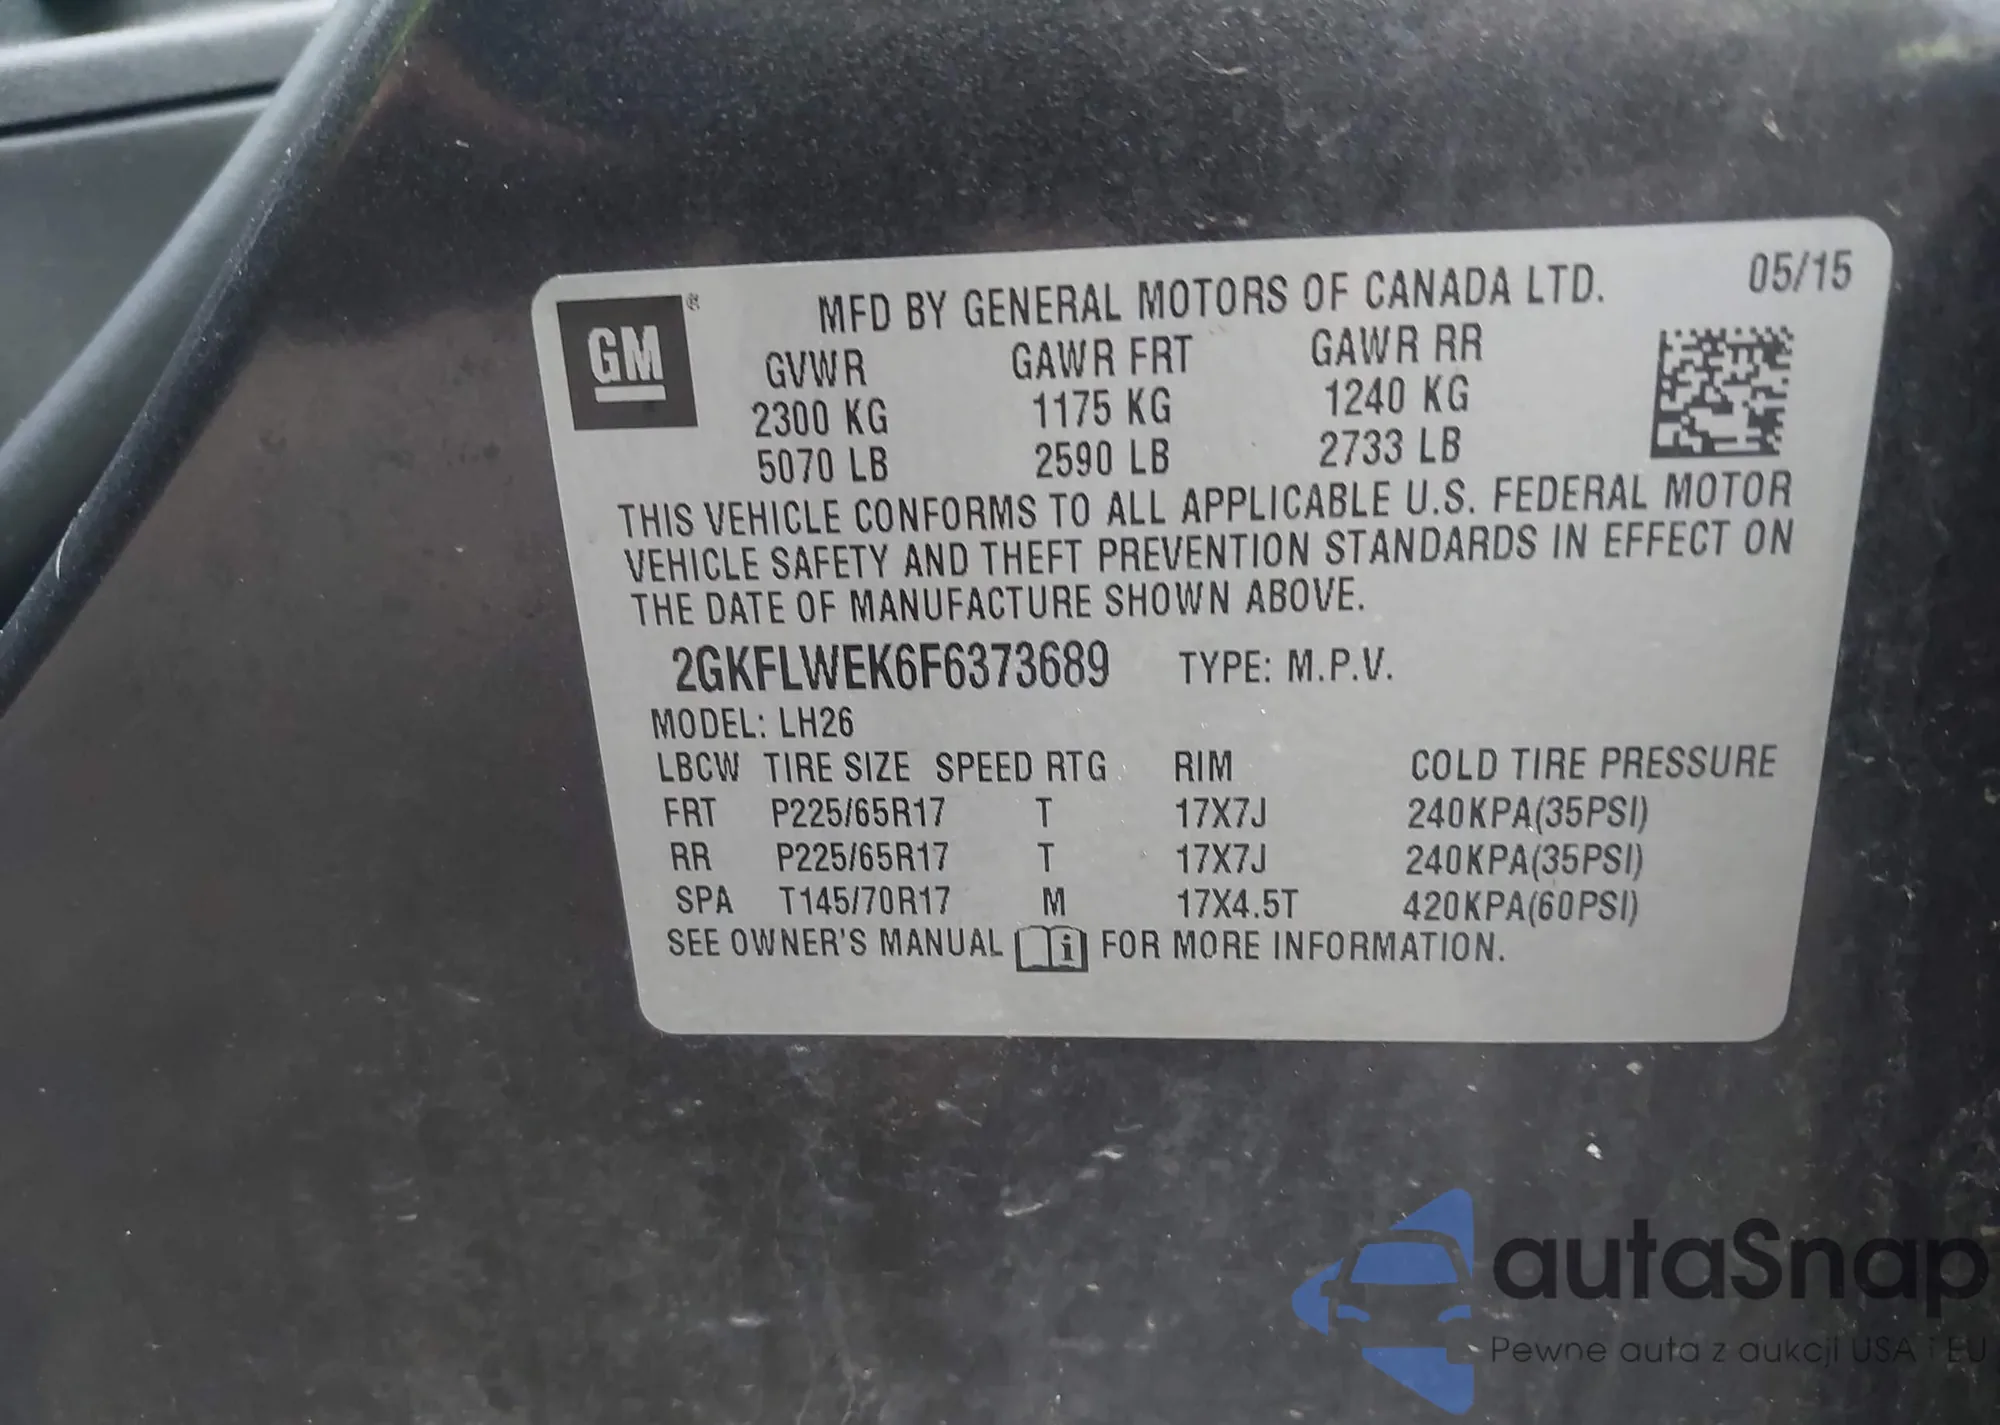 GM ® MFD BY GENERAL MOTORS OF CANADA LTD. 05/15
GVWR GAWR FRT GAWR RR
2300 KG 1175 KG 1240 KG
5070 LB 2590 LB 2733 LB
THIS VEHICLE CONFORMS TO ALL APPLICABLE U.S. FEDERAL MOTOR
VEHICLE SAFETY AND THEFT PREVENTION STANDARDS IN EFFECT ON
THE DATE OF MANUFACTURE SHOWN ABOVE.
2GKFLWEK6F6373689 TYPE: M.P.V.
MODEL: LH26
LBCW TIRE SIZE SPEED RTG RIM COLD TIRE PRESSURE
FRT P225/65R17 T 17X7J 240KPA(35PSI)
RR P225/65R17 T 17X7J 240KPA(35PSI)
SPA T145/70R17 M 17X4.5T 420KPA(60PSI)
SEE OWNER'S MANUAL i FOR MORE INFORMATION.
autaSnap
Pewne auta z aukcji USA i EU